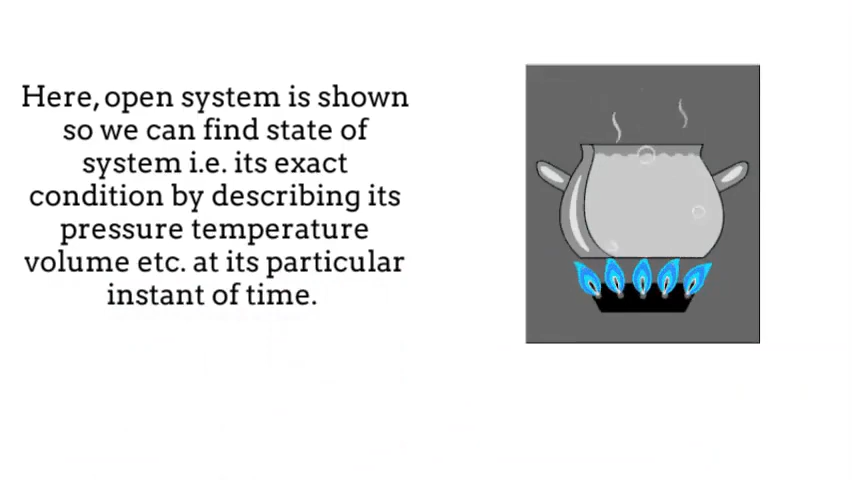 Here, open system is shown
so we can find state of
system i.e. its exact
condition by describing its
pressure temperature
volume etc. at its particular
instant of time.